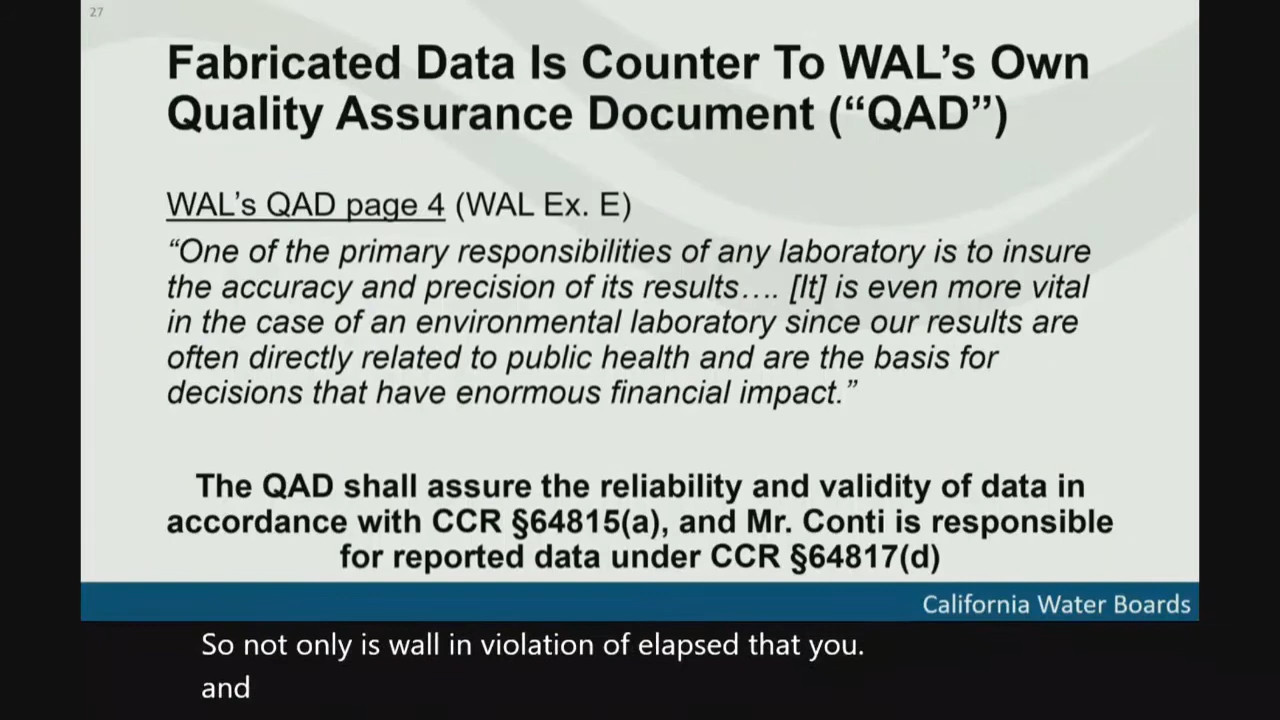 27
Fabricated Data Is Counter To WAL’s Own
Quality Assurance Document (“QAD”)
WAL’s QAD page 4 (WAL Ex. E)
“One of the primary responsibilities of any laboratory is to insure
the accuracy and precision of its results…. [It] is even more vital
in the case of an environmental laboratory since our results are
often directly related to public health and are the basis for
decisions that have enormous financial impact.”
The QAD shall assure the reliability and validity of data in
accordance with CCR §64815(a), and Mr. Conti is responsible
for reported data under CCR §64817(d)
California Water Boards
So not only is wall in violation of elapsed that you.
and